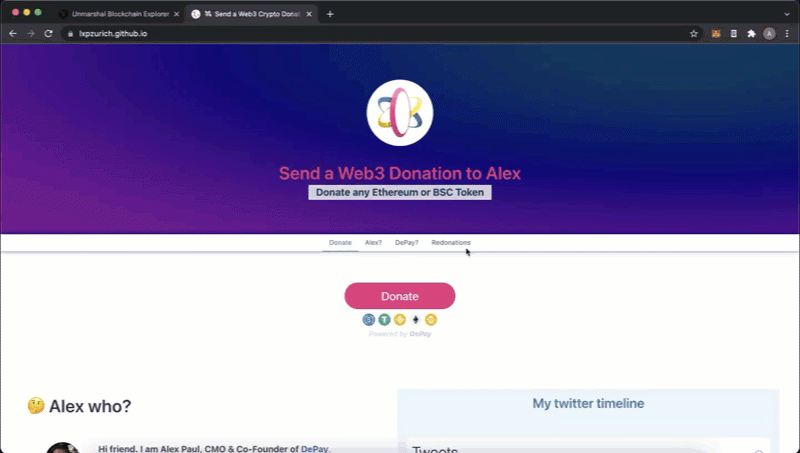 Unmarshal Blockchain Explorer
Send a Web3 Crypto Donat
lxpzurich.github.io
A
Send a Web3 Donation to Alex
Donate any Ethereum or BSC Token
Donate
Alex?
DePay?
Redonations
Donate
Powered by DePay
🤔 Alex who?
Hi friend. I am Alex Paul, CMO & Co-Founder of DePay.
My twitter timeline
Tweets